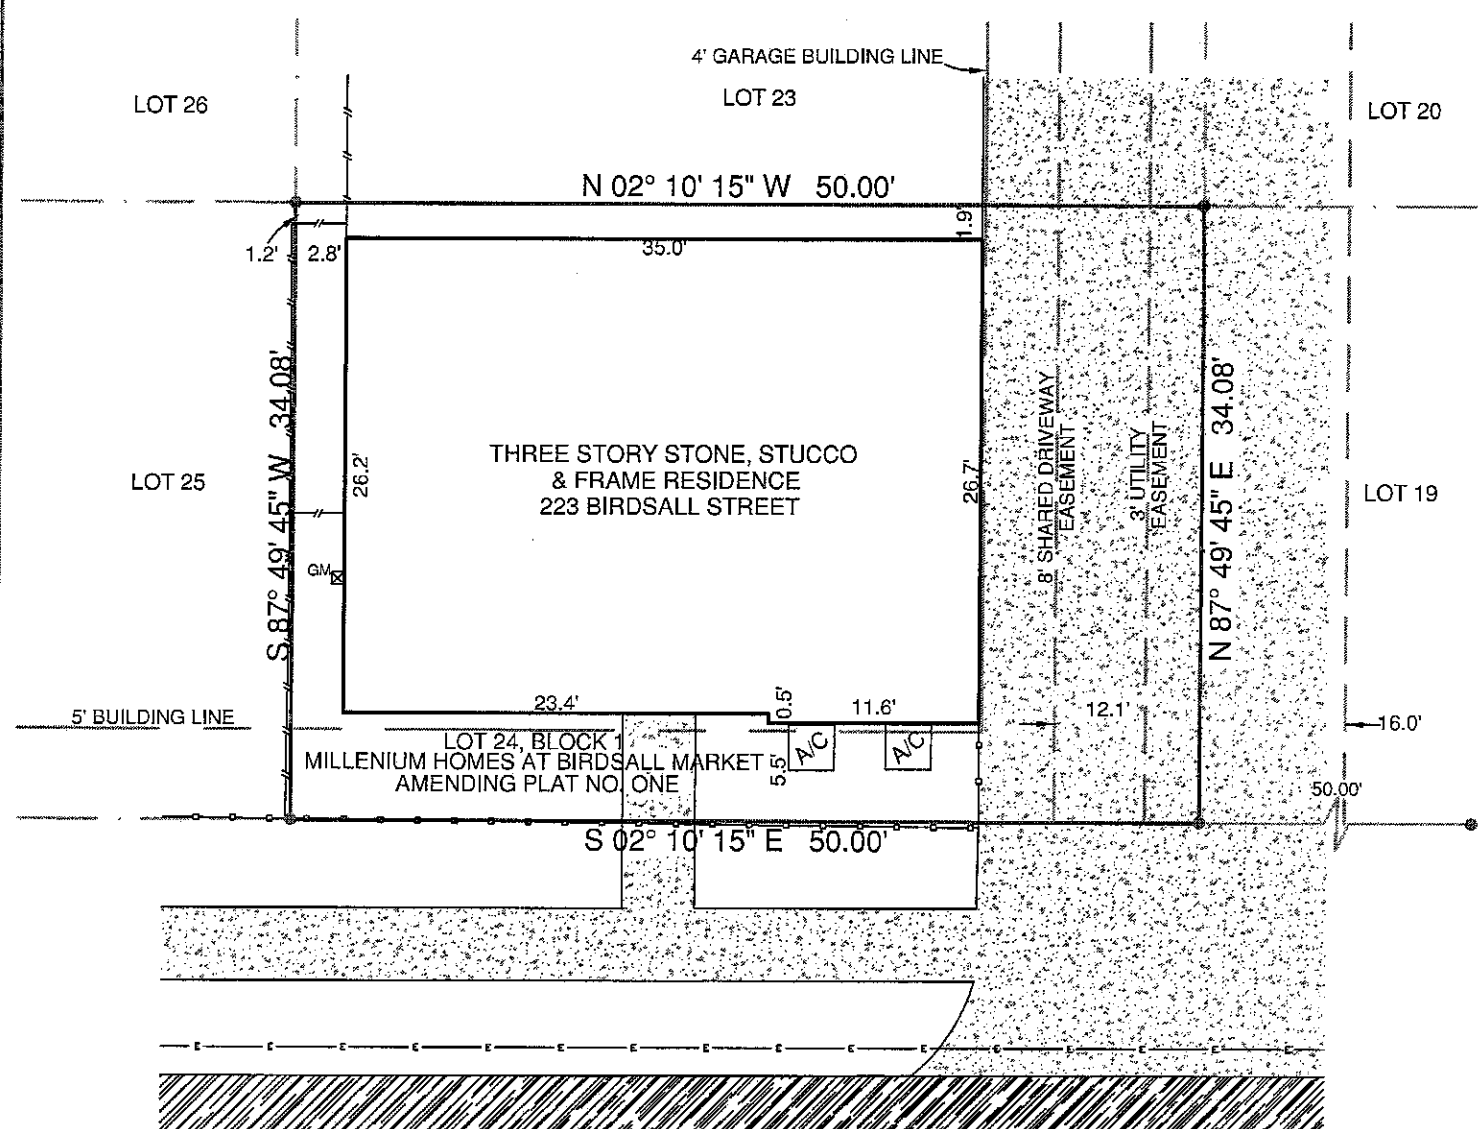 4' GARAGE BUILDING LINE
LOT 26
LOT 23
LOT 20
N 02° 10' 15" W 50.00'
1.9'
1.2'
2.8'
35.0'
S 87° 49' 45" W 34.08'
LOT 25
26.2'
THREE STORY STONE, STUCCO
& FRAME RESIDENCE
223 BIRDSALL STREET
26.7'
8' SHARED DRIVEWAY
EASEMENT
3' UTILITY
EASEMENT
N 87° 49' 45" E 34.08'
LOT 19
GM
5' BUILDING LINE
23.4'
0.5'
11.6'
12.1'
16.0'
LOT 24, BLOCK 1
MILLENIUM HOMES AT BIRDSALL MARKET
AMENDING PLAT NO. ONE
5.5'
A/C
A/C
50.00'
S 02° 10' 15" E 50.00'
E E E E E E E E E E E E E E E E